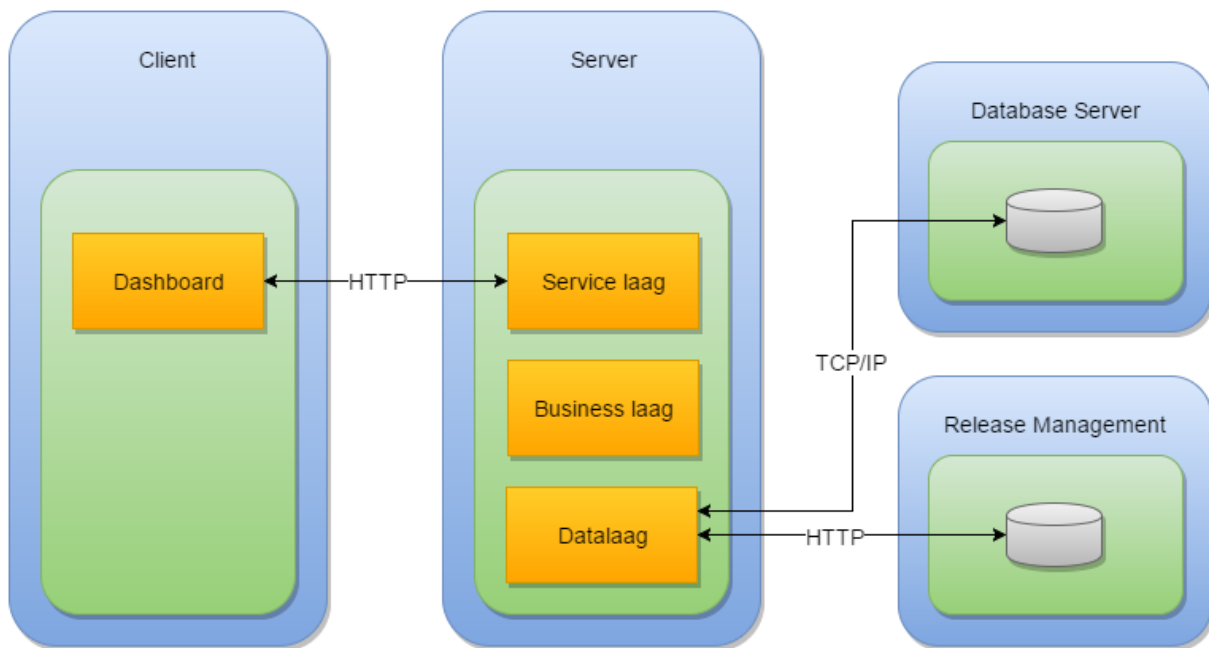 Client
Server
Database Server
Dashboard
HTTP
Service laag
TCP/IP
Business laag
Release Management
Datalaag
HTTP